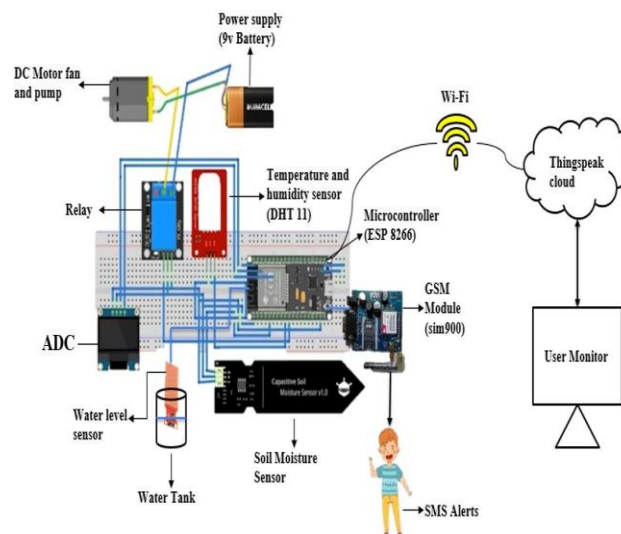 Power supply
(9v Battery)
DC Motor fan
and pump
DURACELL
Wi-Fi
Thingspeak
cloud
Temperature and
humidity sensor
(DHT 11)
Microcontroller
(ESP 8266)
Relay
GSM
Module
(sim900)
ADC
User Monitor
Capacitive Soil
Moisture Sensor v1.0
Water level
sensor
Soil Moisture
Sensor
Water Tank
SMS Alerts